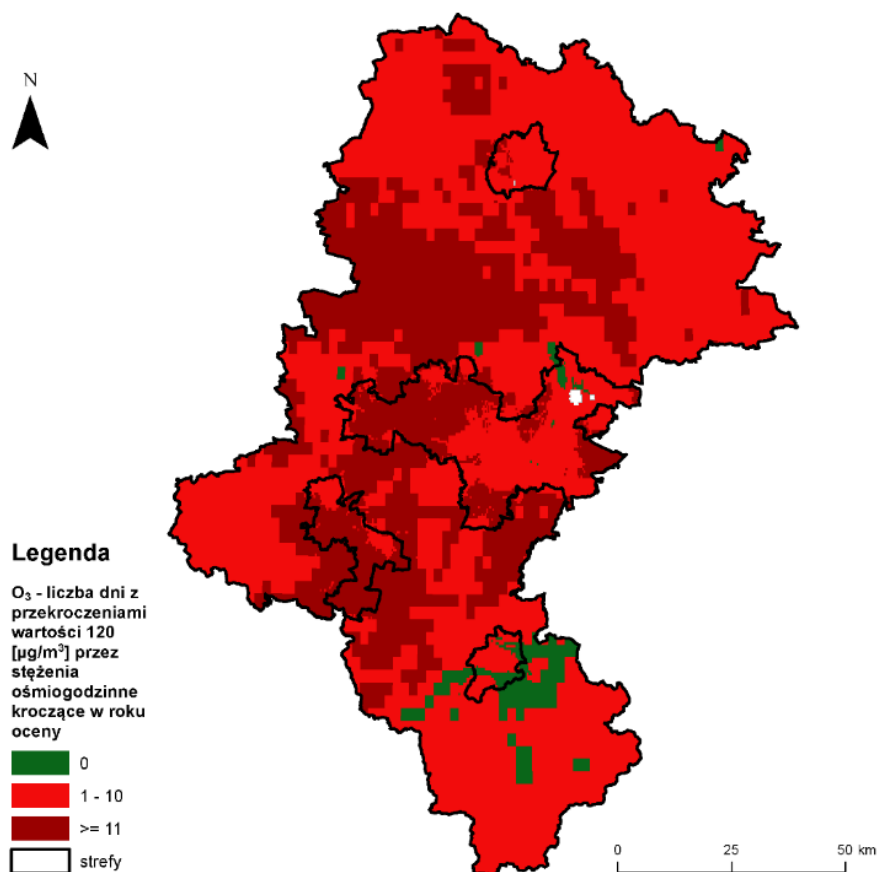 N
Legenda
O₃ - liczba dni z
przekroczeniami
wartości 120
[µg/m³] przez
stężenia
ośmiogodzinne
kroczące w roku
oceny
0
1 - 10
>= 11
strefy
0 25 50 km